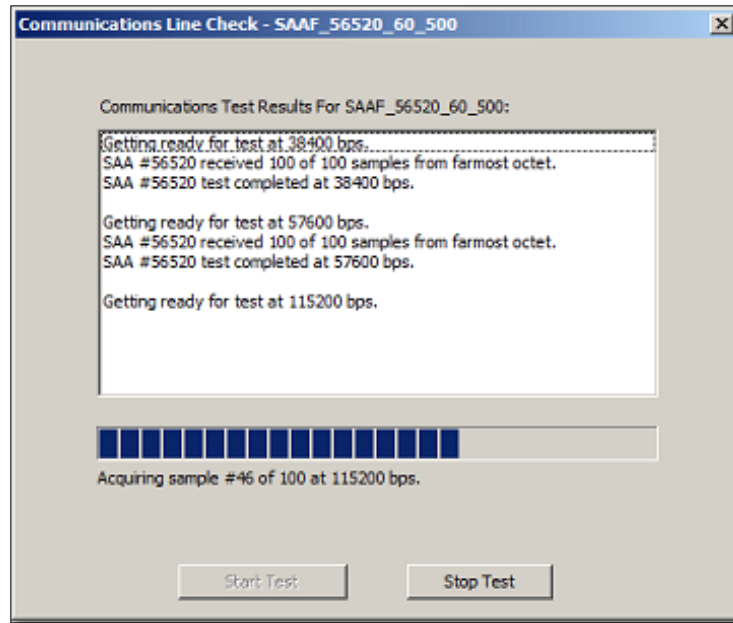 Communications Line Check - SAAF_56520_60_500
Communications Test Results For SAAF_56520_60_500:
Getting ready for test at 38400 bps.
SAA #56520 received 100 of 100 samples from farmost octet.
SAA #56520 test completed at 38400 bps.
Getting ready for test at 57600 bps.
SAA #56520 received 100 of 100 samples from farmost octet.
SAA #56520 test completed at 57600 bps.
Getting ready for test at 115200 bps.
Acquiring sample #46 of 100 at 115200 bps.
Start Test
Stop Test